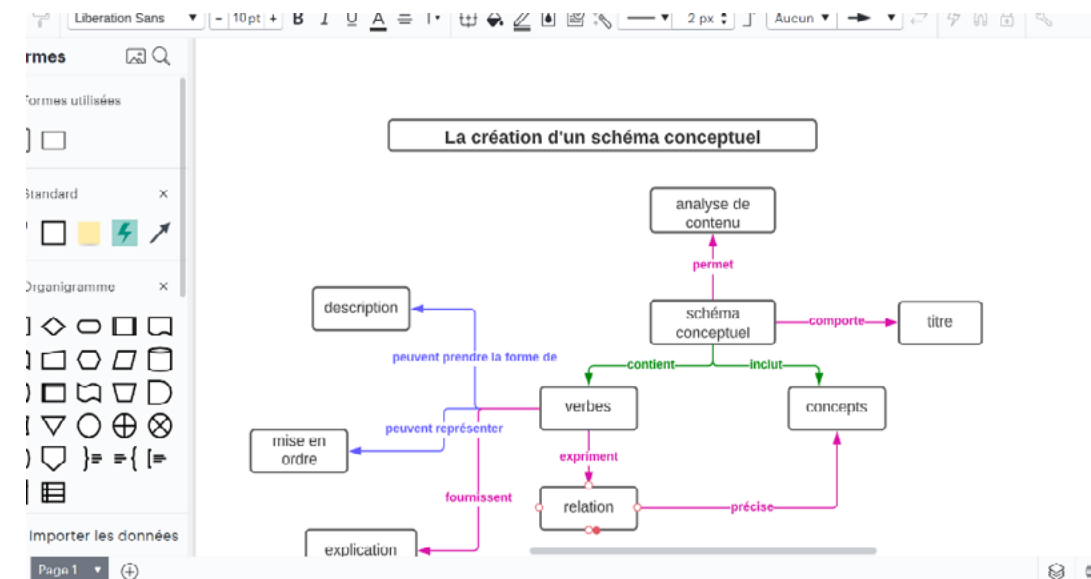 Liberation Sans
- 10 pt +
B I U A
2 px
Aucun
rmes
Formes utilisées
Standard
Organigramme
Importer les données
Page 1
La création d'un schéma conceptuel
analyse de
contenu
permet
schéma
conceptuel
comporte
titre
description
peuvent prendre la forme de
contient
inclut
verbes
concepts
peuvent représenter
mise en
ordre
expriment
fournissent
relation
précise
explication